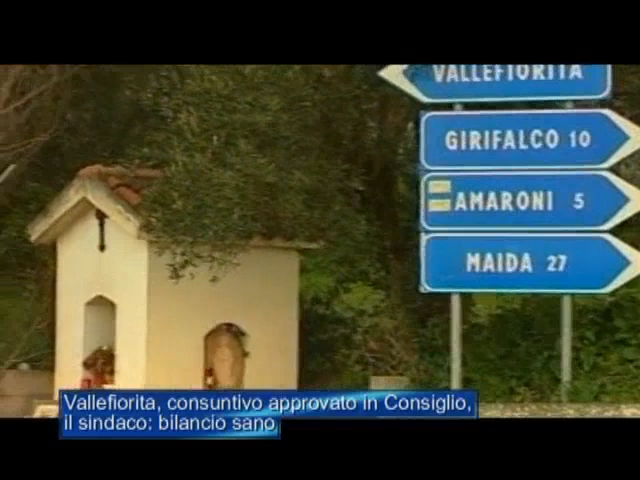 VALLEFIORITA
GIRIFALCO 10
AMARONI 5
MAIDA 27
Vallefiorita, consuntivo approvato in Consiglio,
il sindaco: bilancio sano